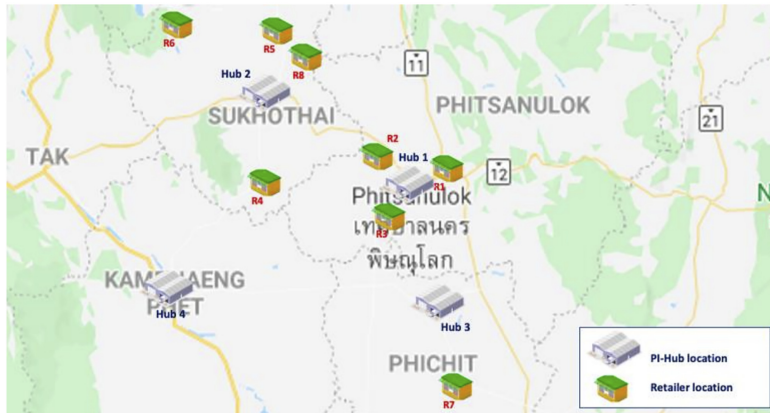 R6
R5
R8
11
Hub 2
PHITSANULOK
SUKHOTHAI
21
R2
TAK
Hub 1
12
R4
R1
Phitsanulok
N
R3
เทศบาลนคร
พิษณุโลก
KAMPHAENG
PHET
Hub 4
Hub 3
PI-Hub location
PHICHIT
Retailer location
R7